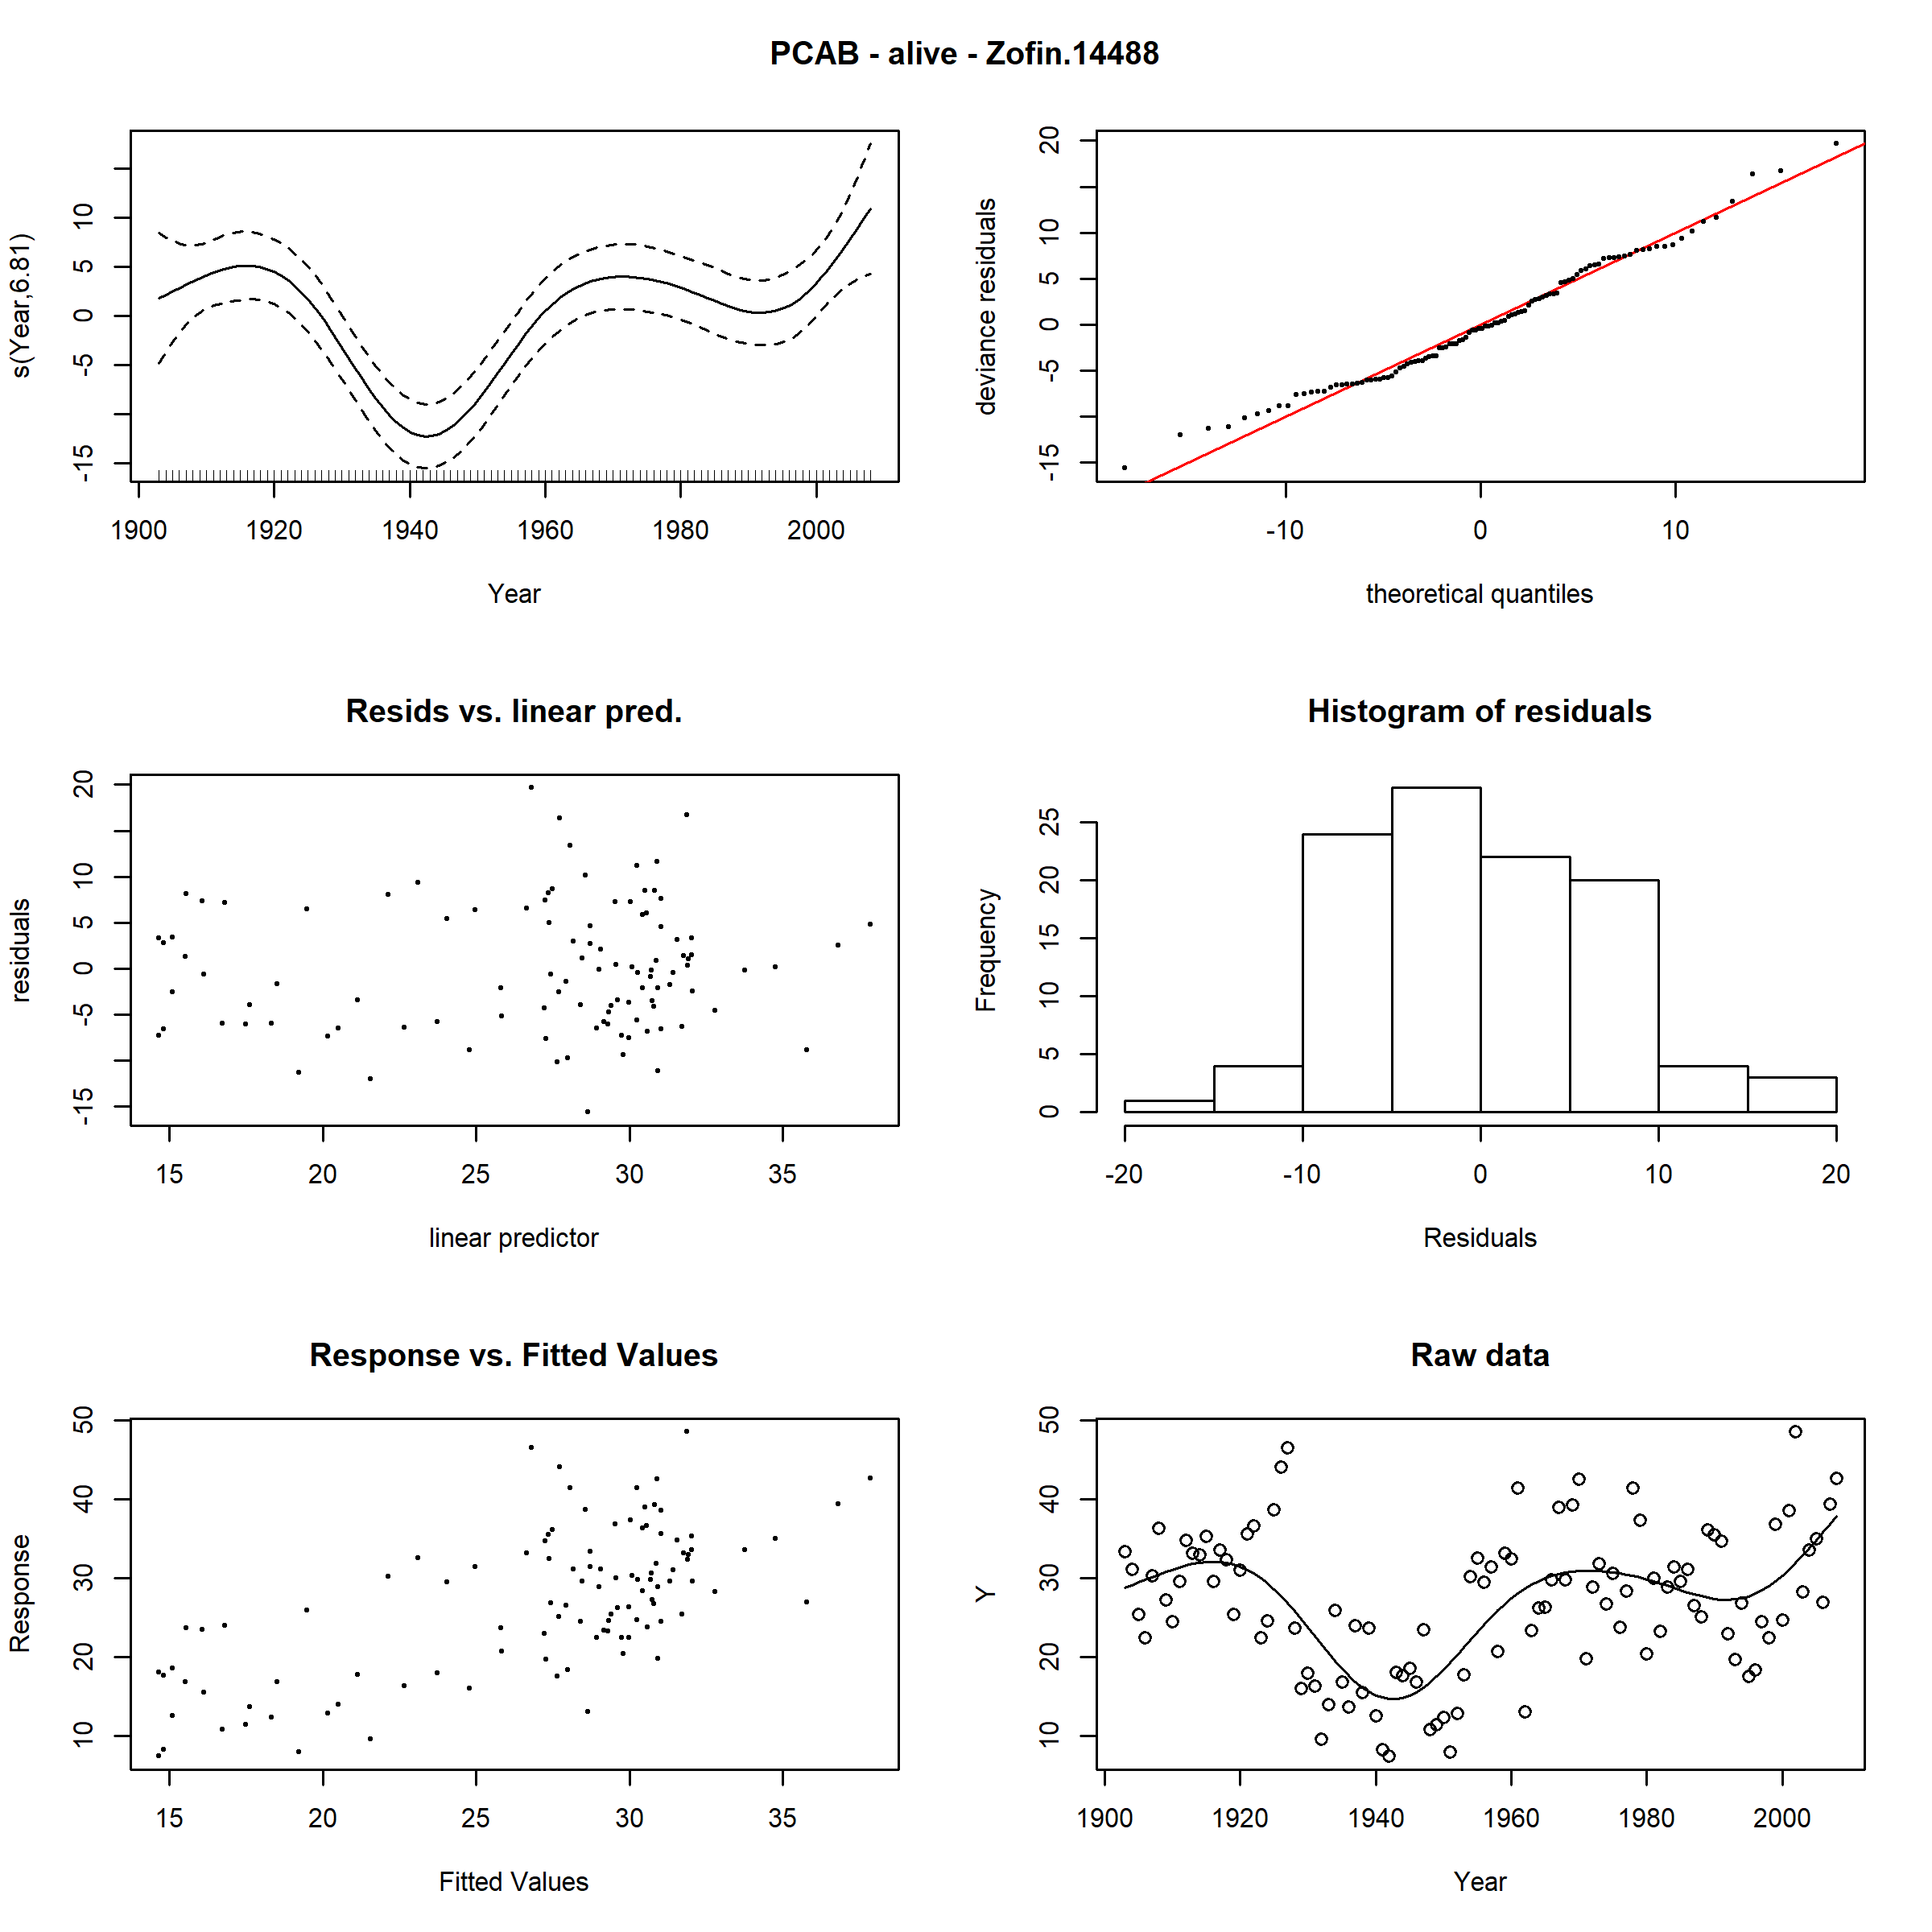 PCAB - alive - Zofin.14488
s(Year,6.81)
-15 -5 0 5 10
1900 1920 1940 1960 1980 2000
Year
deviance residuals
-15 -5 0 5 10 20
-10 0 10
theoretical quantiles
Resids vs. linear pred.
residuals
-15 -5 0 5 10 20
15 20 25 30 35
linear predictor
Histogram of residuals
Frequency
0 5 10 15 20 25
-20 -10 0 10 20
Residuals
Response vs. Fitted Values
Response
10 20 30 40 50
15 20 25 30 35
Fitted Values
Raw data
Y
10 20 30 40 50
1900 1920 1940 1960 1980 2000
Year